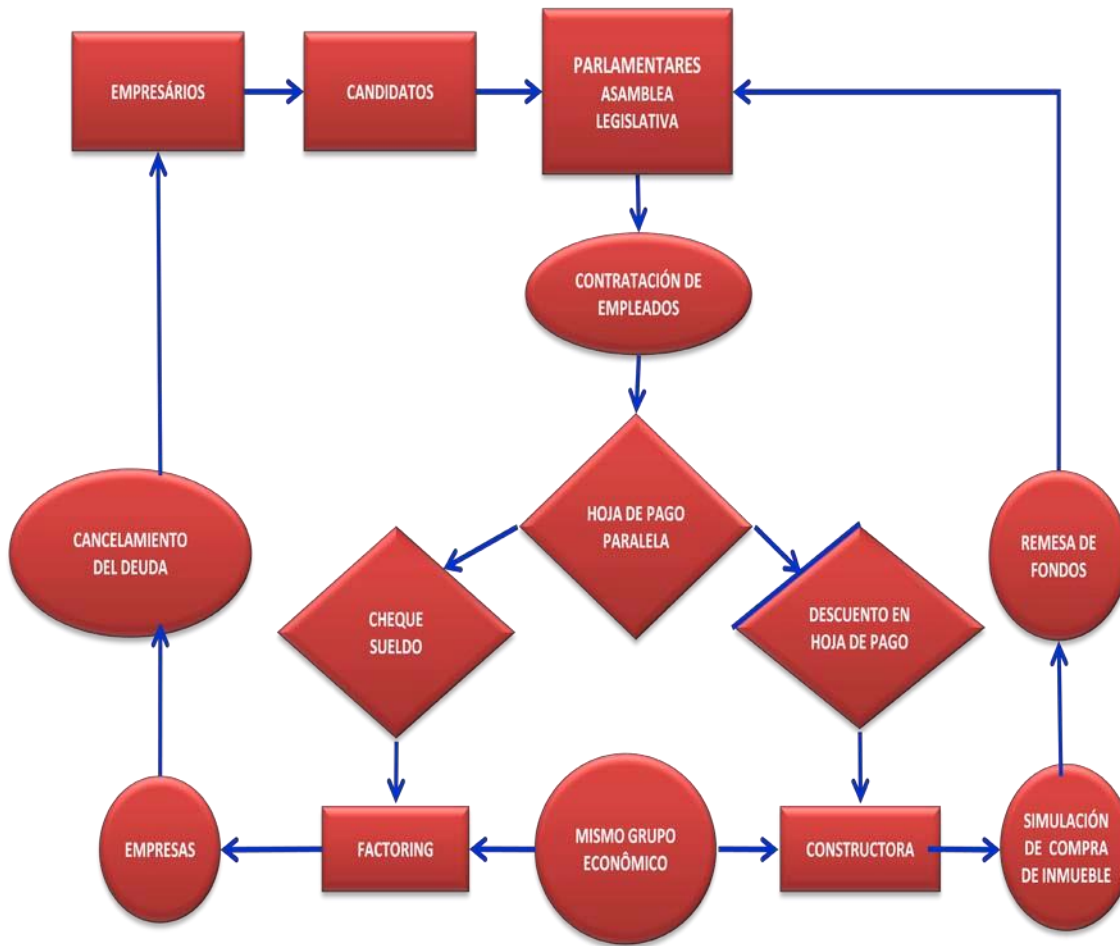 EMPRESÁRIOS
CANDIDATOS
PARLAMENTARES
ASAMBLEA
LEGISLATIVA
CONTRATACIÓN DE
EMPLEADOS
HOJA DE PAGO
PARALELA
CANCELAMIENTO
DEL DEUDA
REMESA DE
FONDOS
CHEQUE
SUELDO
DESCUENTO EN
HOJA DE PAGO
EMPRESAS
FACTORING
MISMO GRUPO
ECONÔMICO
CONSTRUCTORA
SIMULACIÓN
DE COMPRA
DE INMUEBLE